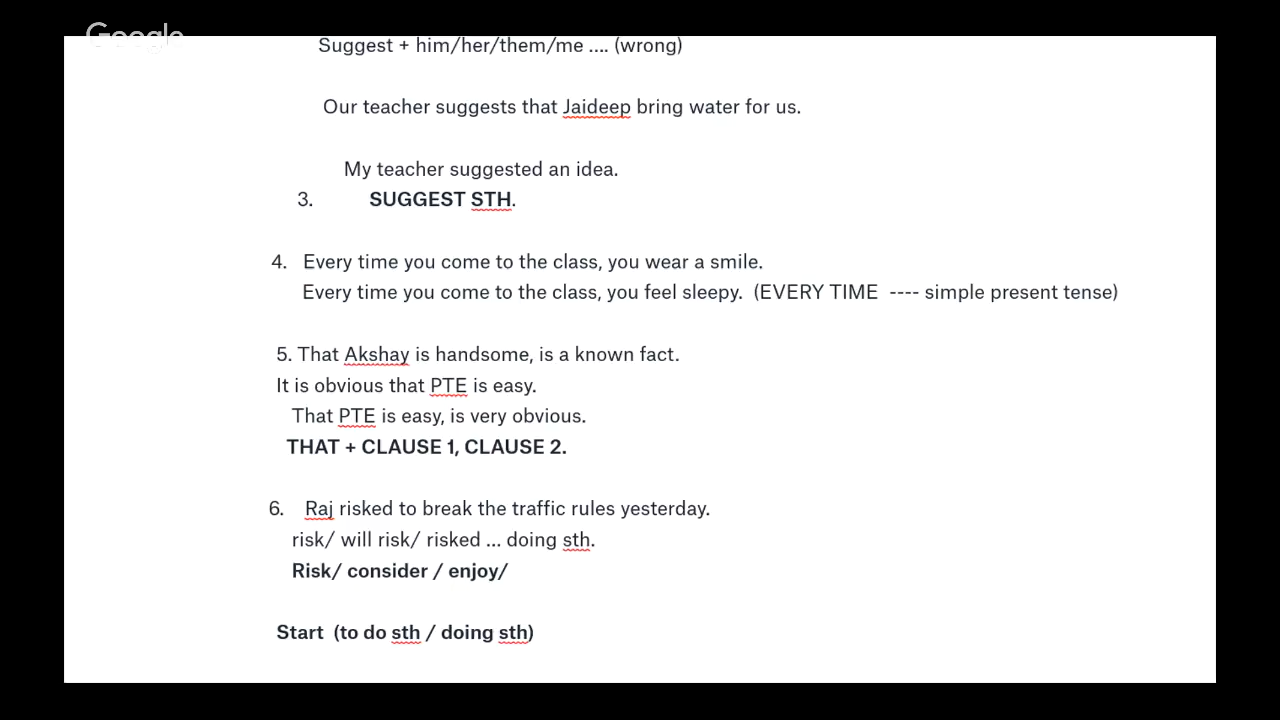 Google
Suggest + him/her/them/me .... (wrong)
Our teacher suggests that Jaideep bring water for us.
My teacher suggested an idea.
3. SUGGEST STH.
4. Every time you come to the class, you wear a smile.
Every time you come to the class, you feel sleepy. (EVERY TIME ---- simple present tense)
5. That Akshay is handsome, is a known fact.
It is obvious that PTE is easy.
That PTE is easy, is very obvious.
THAT + CLAUSE 1, CLAUSE 2.
6. Raj risked to break the traffic rules yesterday.
risk/ will risk/ risked ... doing sth.
Risk/ consider / enjoy/
Start (to do sth / doing sth)